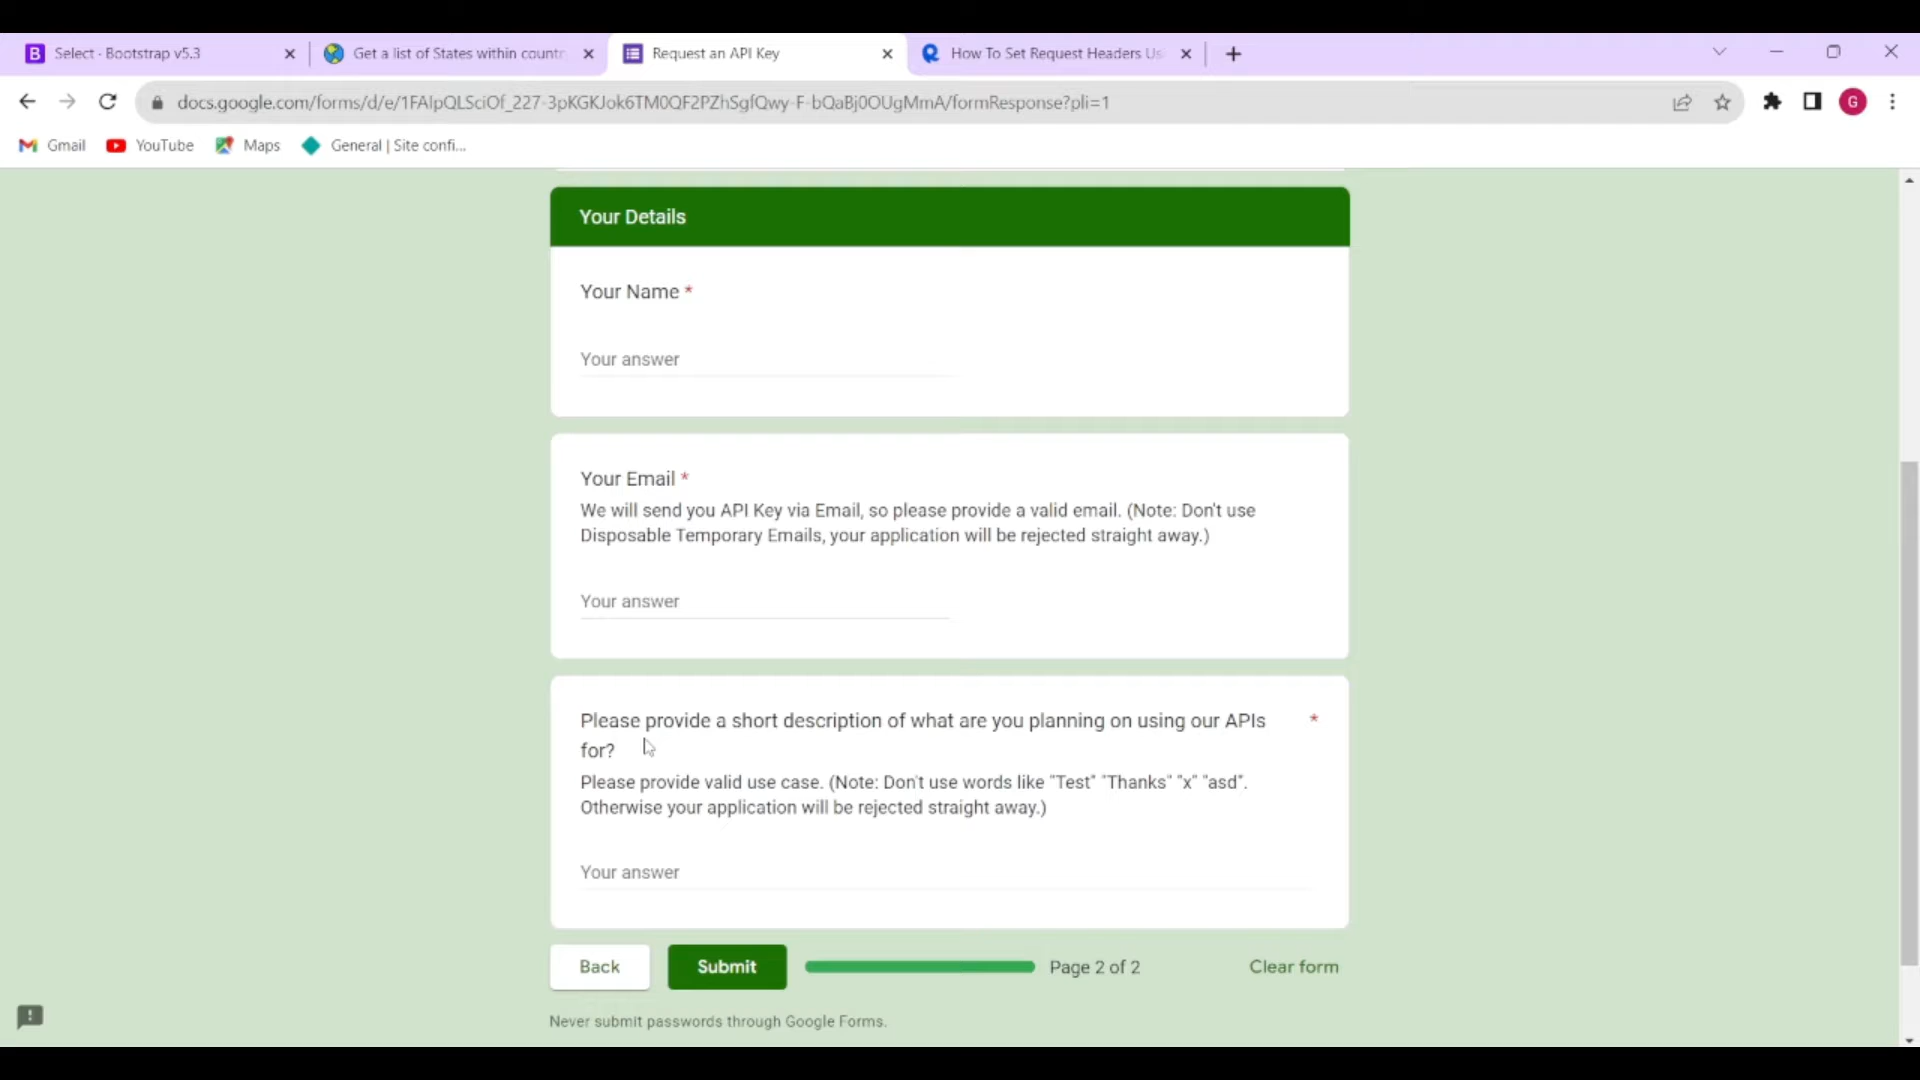 Select · Bootstrap v5.3
Get a list of States within countr
Request an API Key
How To Set Request Headers Us
docs.google.com/forms/d/e/1FAIpQLSciOf_227-3pKGKJok6TM0QF2PZhSgfQwy-F-bQaBj0OUgMmA/formResponse?pli=1
G
Gmail
YouTube
Maps
General | Site confi...
Your Details
Your Name *
Your answer
Your Email *
We will send you API Key via Email, so please provide a valid email. (Note: Don't use
Disposable Temporary Emails, your application will be rejected straight away.)
Your answer
Please provide a short description of what are you planning on using our APIs *
for?
Please provide valid use case. (Note: Don't use words like "Test" "Thanks" "x" "asd".
Otherwise your application will be rejected straight away.)
Your answer
Back
Submit
Page 2 of 2
Clear form
Never submit passwords through Google Forms.